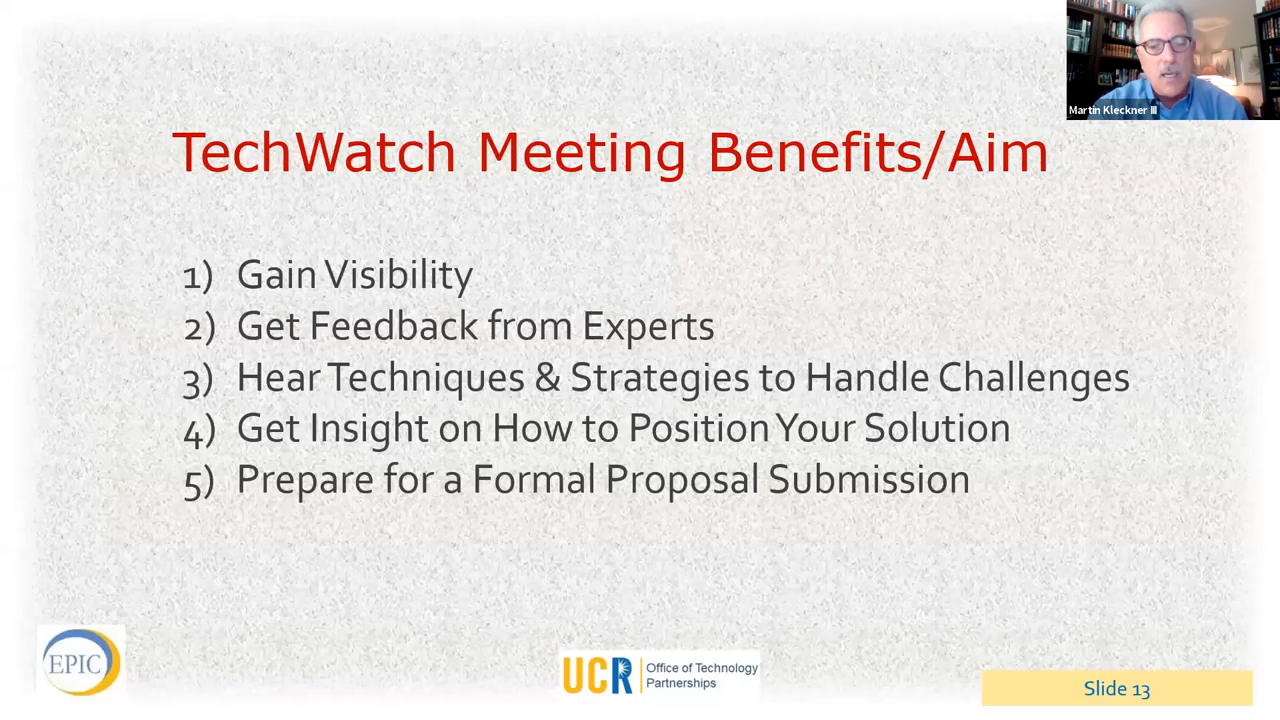 Martin Kleckner III
TechWatch Meeting Benefits/Aim
1) Gain Visibility
2) Get Feedback from Experts
3) Hear Techniques & Strategies to Handle Challenges
4) Get Insight on How to Position Your Solution
5) Prepare for a Formal Proposal Submission
EPIC
UCR
Office of Technology
Partnerships
Slide 13